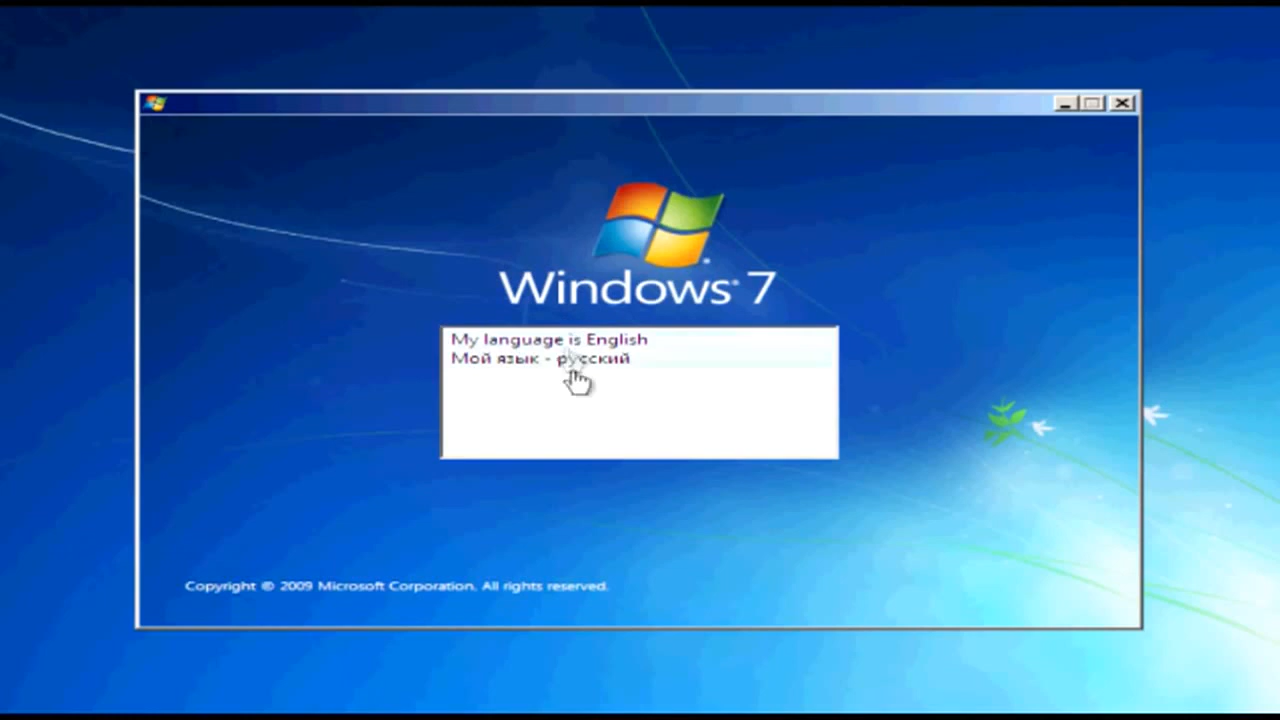 Windows® 7
My language is English
Мой язык - русский
Copyright © 2009 Microsoft Corporation. All rights reserved.